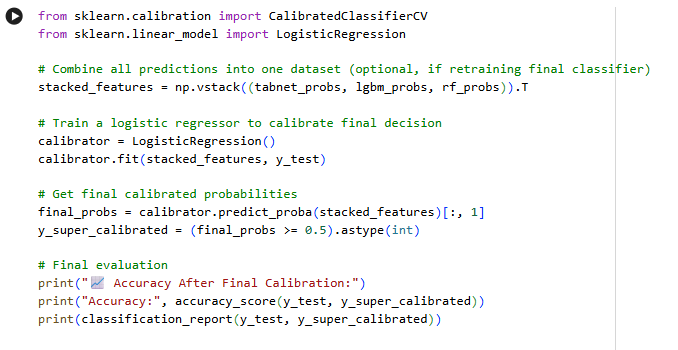 from sklearn.calibration import CalibratedClassifierCV
from sklearn.linear_model import LogisticRegression
# Combine all predictions into one dataset (optional, if retraining final classifier)
stacked_features = np.vstack((tabnet_probs, lgbm_probs, rf_probs)).T
# Train a logistic regressor to calibrate final decision
calibrator = LogisticRegression()
calibrator.fit(stacked_features, y_test)
# Get final calibrated probabilities
final_probs = calibrator.predict_proba(stacked_features)[:, 1]
y_super_calibrated = (final_probs >= 0.5).astype(int)
# Final evaluation
print("📈 Accuracy After Final Calibration:")
print("Accuracy:", accuracy_score(y_test, y_super_calibrated))
print(classification_report(y_test, y_super_calibrated))